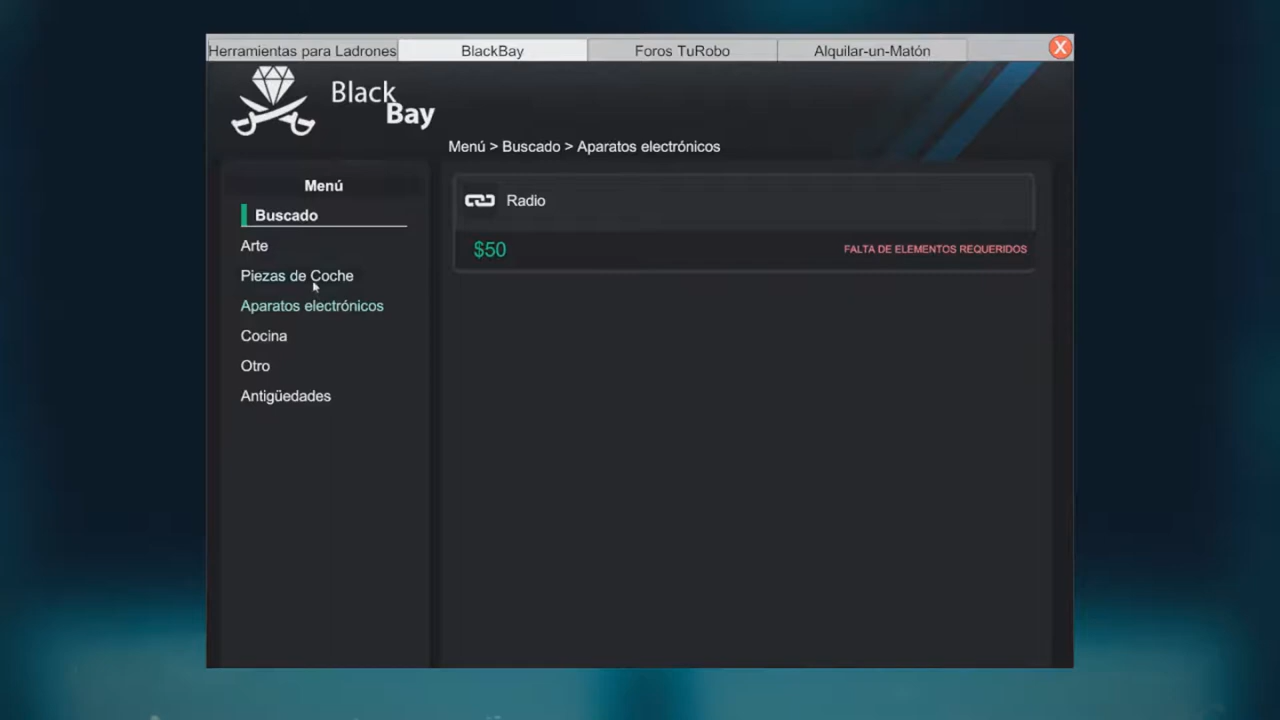 Herramientas para Ladrones
BlackBay
Foros TuRobo
Alquilar-un-Matón
X
Black
Bay
Menú > Buscado > Aparatos electrónicos
Menú
Buscado
Arte
Piezas de Coche
Aparatos electrónicos
Cocina
Otro
Antigüedades
Radio
$50
FALTA DE ELEMENTOS REQUERIDOS